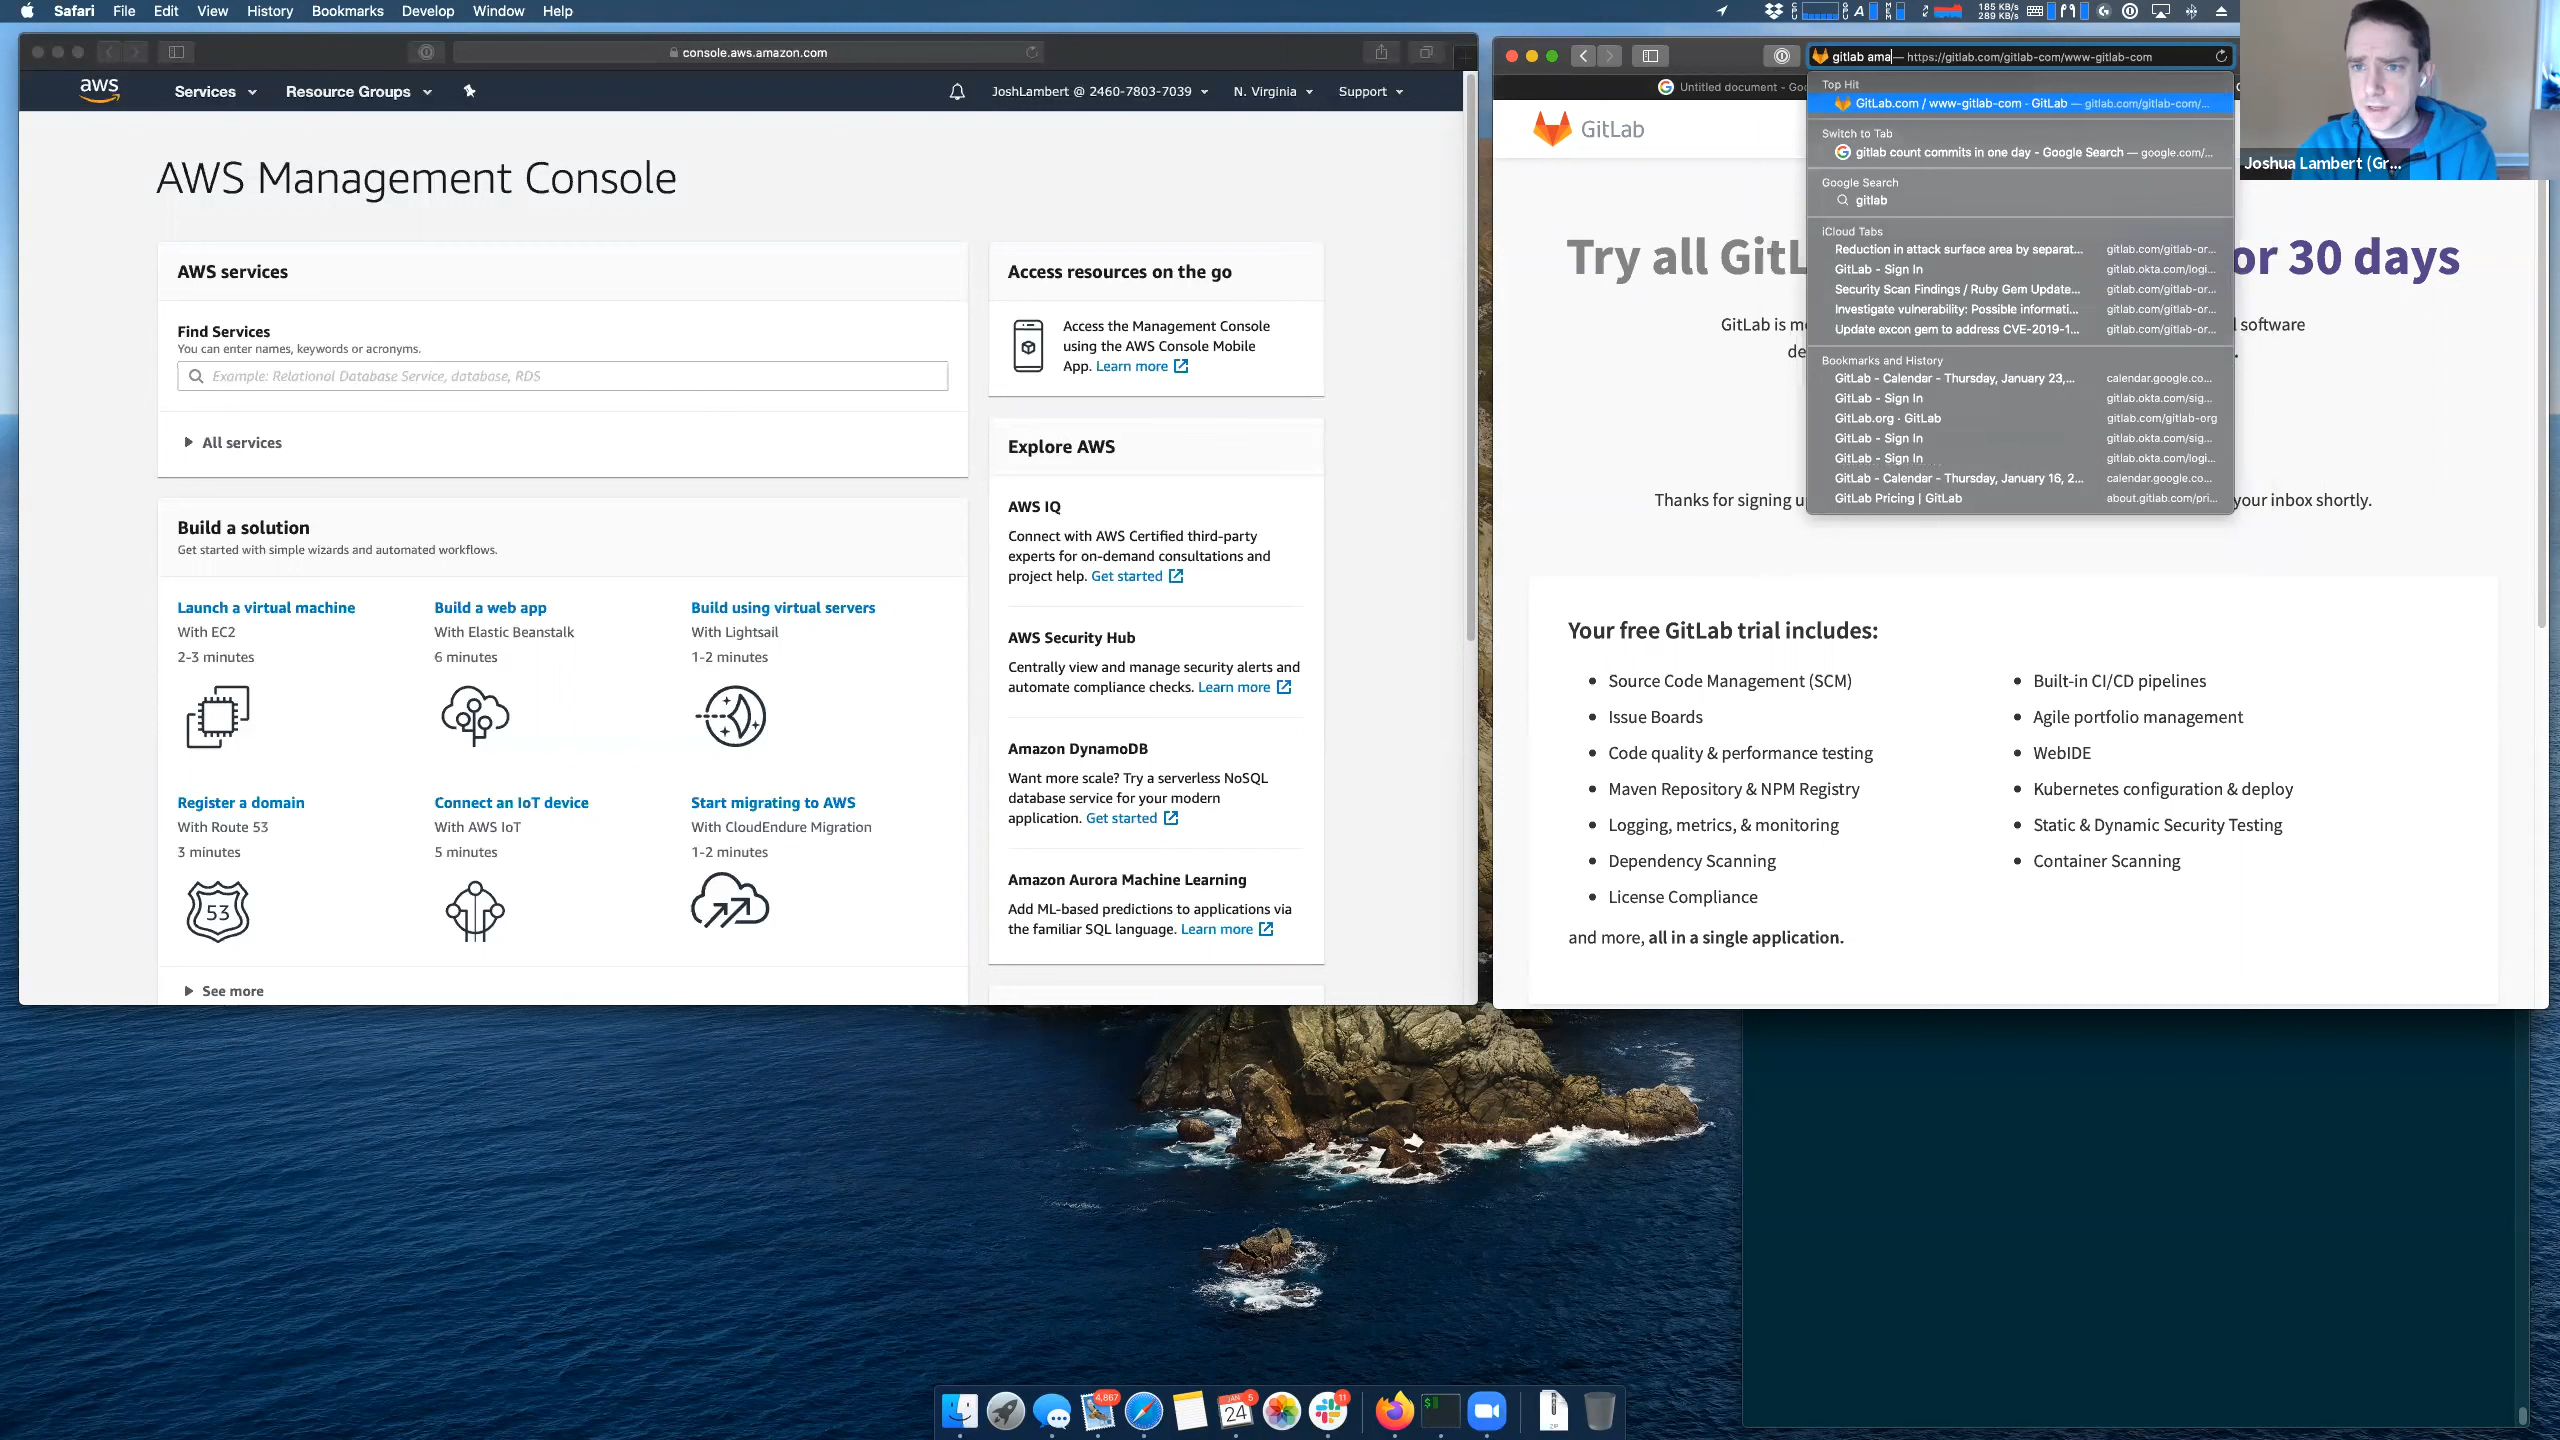 Safari File Edit View History Bookmarks Develop Window Help
185 KB/s
289 KB/s
console.aws.amazon.com
aws
Services
Resource Groups
JoshLambert @ 2460-7803-7039
N. Virginia
Support
AWS Management Console
AWS services
Find Services
You can enter names, keywords or acronyms.
Example: Relational Database Service, database, RDS
All services
Build a solution
Get started with simple wizards and automated workflows.
Launch a virtual machine
With EC2
2-3 minutes
Build a web app
With Elastic Beanstalk
6 minutes
Build using virtual servers
With Lightsail
1-2 minutes
Register a domain
With Route 53
3 minutes
53
Connect an IoT device
With AWS IoT
5 minutes
Start migrating to AWS
With CloudEndure Migration
1-2 minutes
See more
Access resources on the go
Access the Management Console
using the AWS Console Mobile
App. Learn more
Explore AWS
AWS IQ
Connect with AWS Certified third-party
experts for on-demand consultations and
project help. Get started
AWS Security Hub
Centrally view and manage security alerts and
automate compliance checks. Learn more
Amazon DynamoDB
Want more scale? Try a serverless NoSQL
database service for your modern
application. Get started
Amazon Aurora Machine Learning
Add ML-based predictions to applications via
the familiar SQL language. Learn more
gitlab ama — https://gitlab.com/gitlab-com/www-gitlab-com
Untitled document - Goo
GitLab
Top Hit
GitLab.com / www-gitlab-com · GitLab — gitlab.com/gitlab-com/...
Switch to Tab
gitlab count commits in one day - Google Search — google.com/...
Google Search
gitlab
iCloud Tabs
Reduction in attack surface area by separat... gitlab.com/gitlab-or...
GitLab - Sign In gitlab.okta.com/logi...
Security Scan Findings / Ruby Gem Update... gitlab.com/gitlab-or...
Investigate vulnerability: Possible informati... gitlab.com/gitlab-or...
Update excon gem to address CVE-2019-1... gitlab.com/gitlab-or...
Bookmarks and History
GitLab - Calendar - Thursday, January 23,... calendar.google.co...
GitLab - Sign In gitlab.okta.com/sig...
GitLab.org · GitLab gitlab.com/gitlab-org
GitLab - Sign In gitlab.okta.com/sig...
GitLab - Sign In gitlab.okta.com/logi...
GitLab - Calendar - Thursday, January 16, 2... calendar.google.co...
GitLab Pricing | GitLab about.gitlab.com/pri...
Joshua Lambert (Gr...
Try all GitL or 30 days
GitLab is m l software
de .
Thanks for signing u your inbox shortly.
Your free GitLab trial includes:
Source Code Management (SCM)
Issue Boards
Code quality & performance testing
Maven Repository & NPM Registry
Logging, metrics, & monitoring
Dependency Scanning
License Compliance
Built-in CI/CD pipelines
Agile portfolio management
WebIDE
Kubernetes configuration & deploy
Static & Dynamic Security Testing
Container Scanning
and more, all in a single application.
4,867
JAN
24
5
11
ZIP